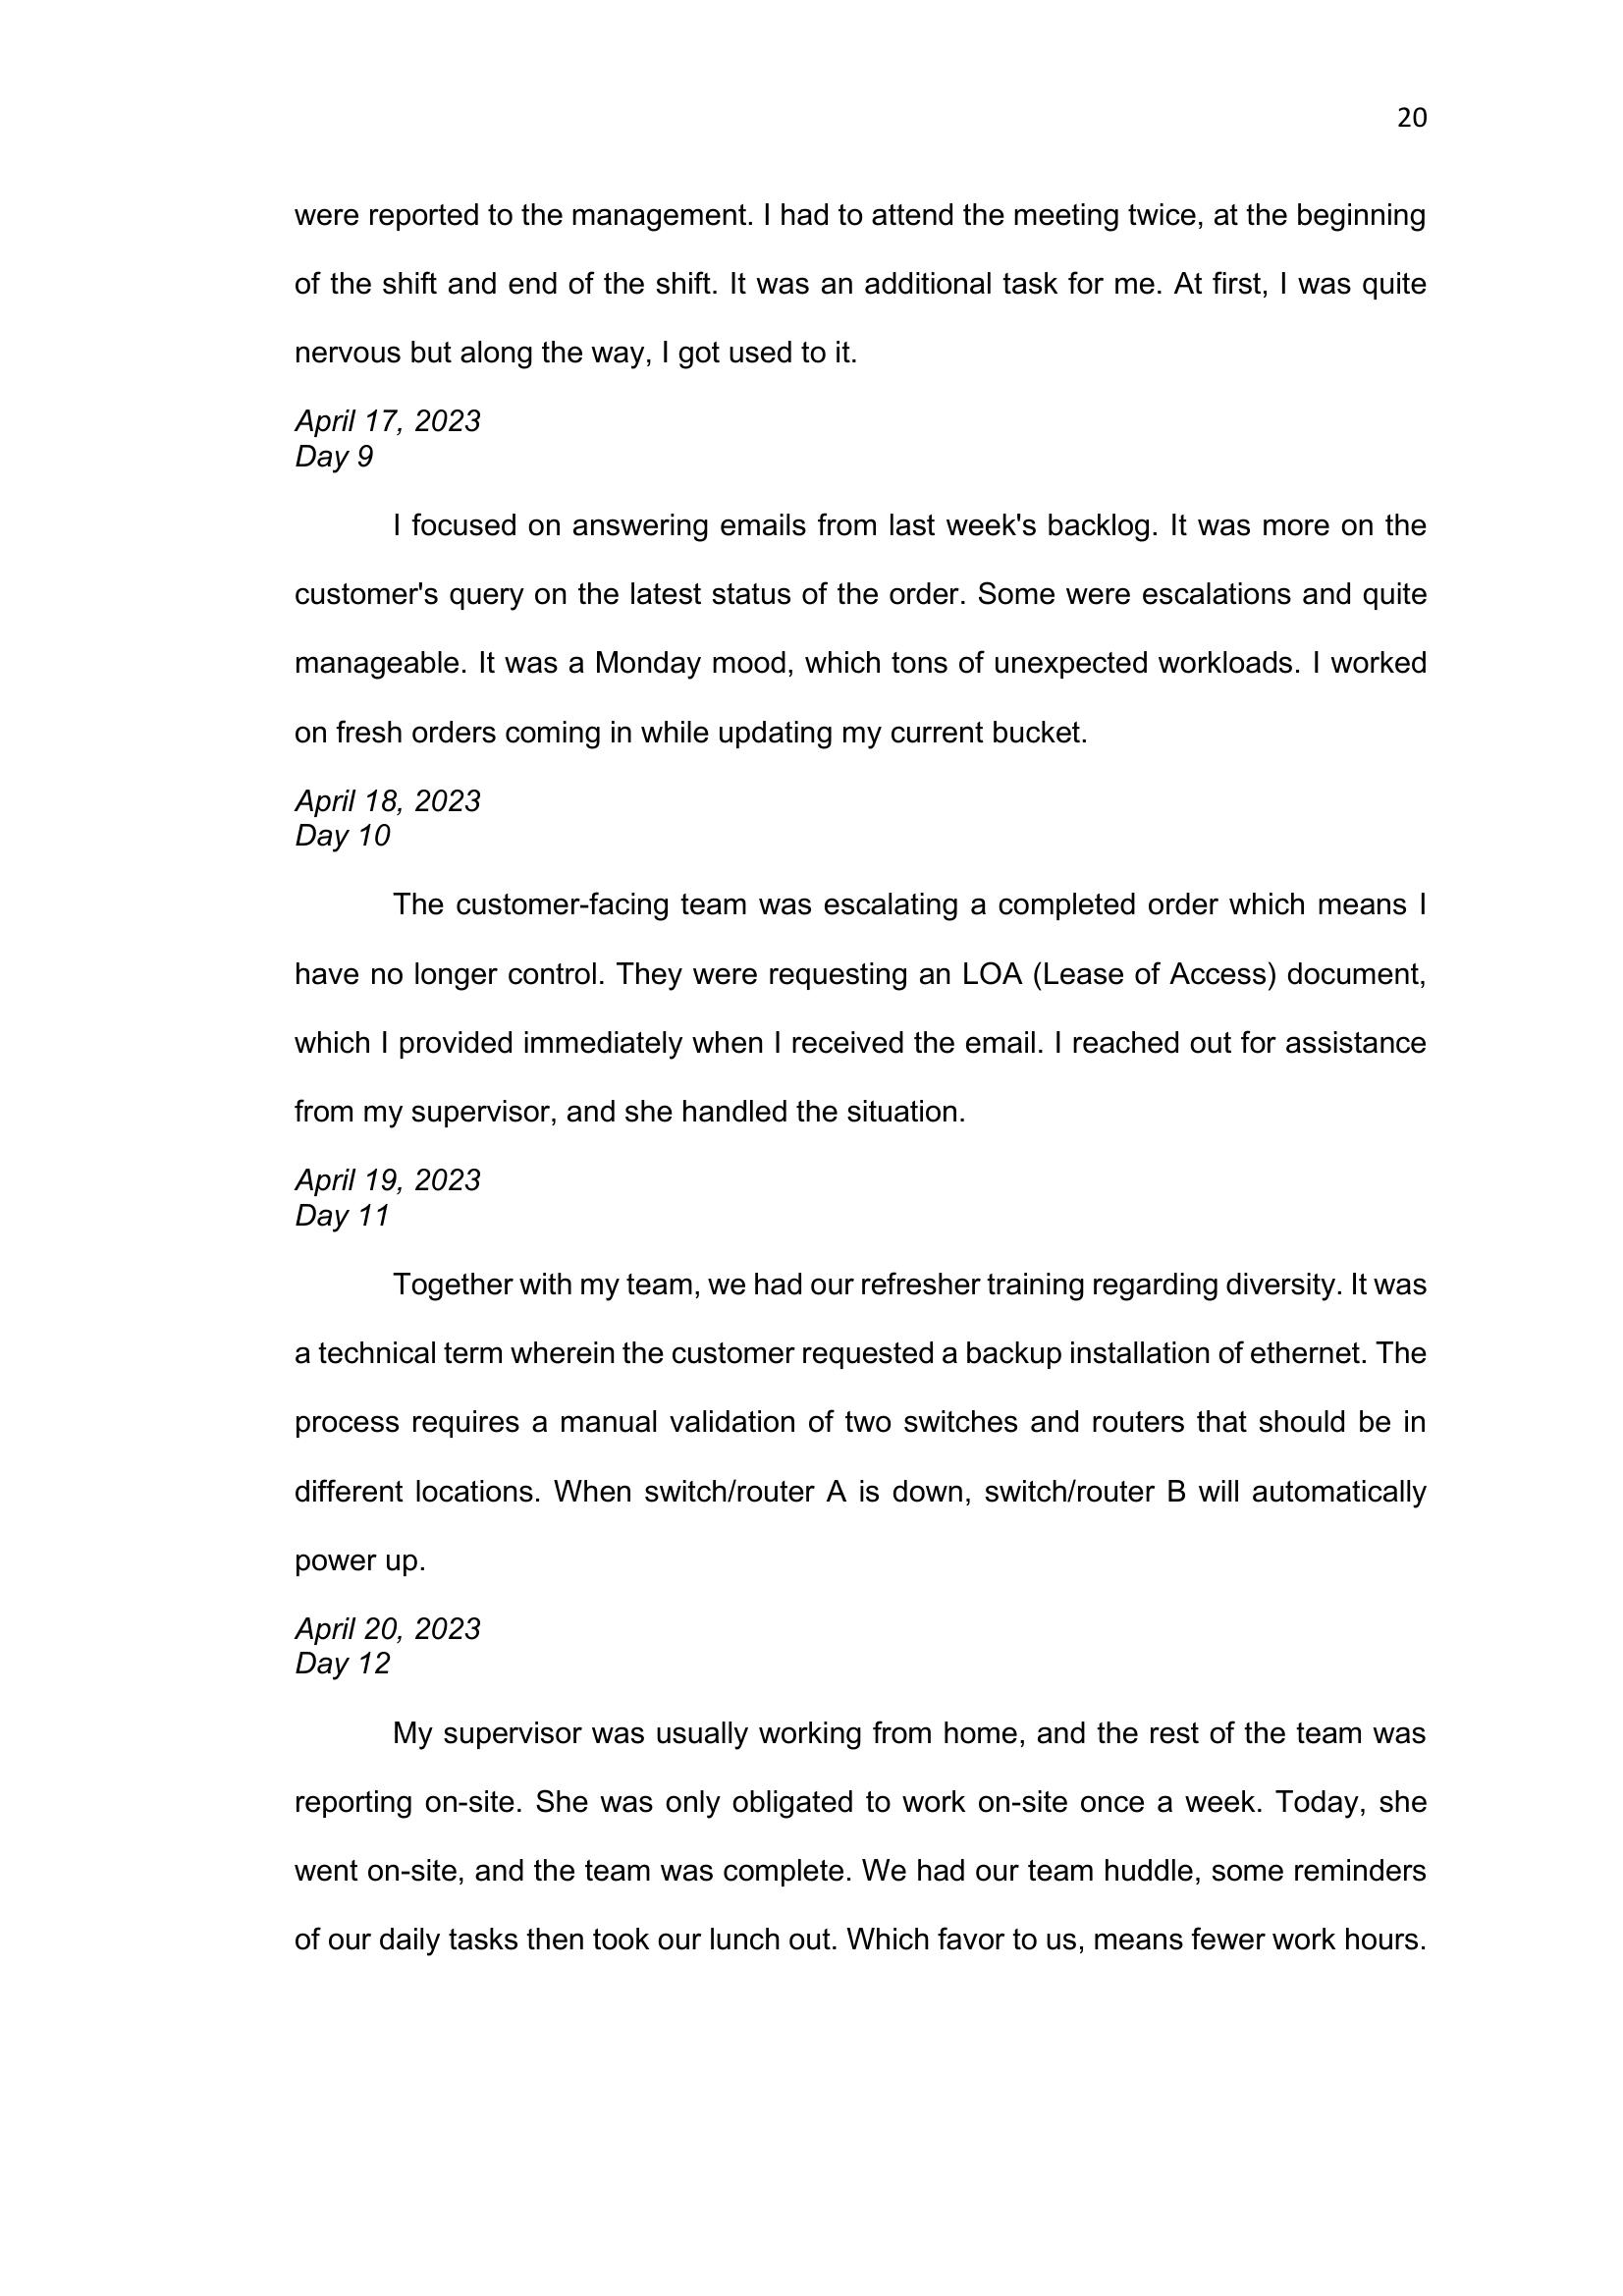 20
were reported to the management. I had to attend the meeting twice, at the beginning
of the shift and end of the shift. It was an additional task for me. At first, I was quite
nervous but along the way, I got used to it.
April 17, 2023
Day 9
I focused on answering emails from last week's backlog. It was more on the
customer's query on the latest status of the order. Some were escalations and quite
manageable. It was a Monday mood, which tons of unexpected workloads. I worked
on fresh orders coming in while updating my current bucket.
April 18, 2023
Day 10
The customer-facing team was escalating a completed order which means I
have no longer control. They were requesting an LOA (Lease of Access) document,
which I provided immediately when I received the email. I reached out for assistance
from my supervisor, and she handled the situation.
April 19, 2023
Day 11
Together with my team, we had our refresher training regarding diversity. It was
a technical term wherein the customer requested a backup installation of ethernet. The
process requires a manual validation of two switches and routers that should be in
different locations. When switch/router A is down, switch/router B will automatically
power up.
April 20, 2023
Day 12
My supervisor was usually working from home, and the rest of the team was
reporting on-site. She was only obligated to work on-site once a week. Today, she
went on-site, and the team was complete. We had our team huddle, some reminders
of our daily tasks then took our lunch out. Which favor to us, means fewer work hours.